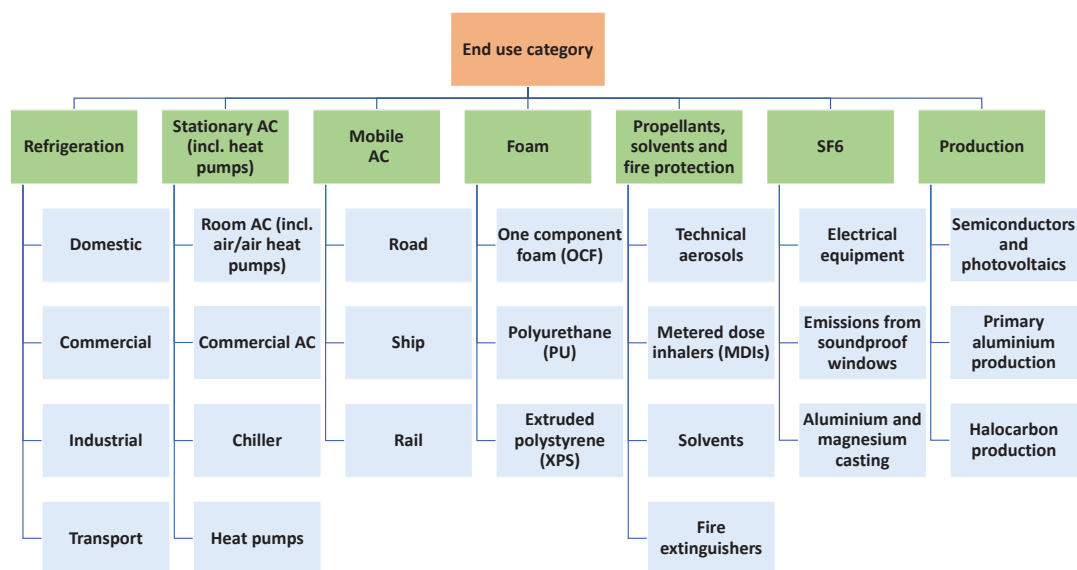 End use category
Refrigeration
Stationary AC
(incl. heat
pumps)
Mobile
AC
Foam
Propellants,
solvents and
fire protection
SF6
Production
Domestic
Room AC (incl.
air/air heat
pumps)
Road
One component
foam (OCF)
Technical
aerosols
Electrical
equipment
Semiconductors
and
photovoltaics
Commercial
Commercial AC
Ship
Polyurethane
(PU)
Metered dose
inhalers (MDIs)
Emissions from
soundproof
windows
Primary
aluminium
production
Industrial
Chiller
Rail
Extruded
polystyrene
(XPS)
Solvents
Aluminium and
magnesium
casting
Halocarbon
production
Transport
Heat pumps
Fire
extinguishers